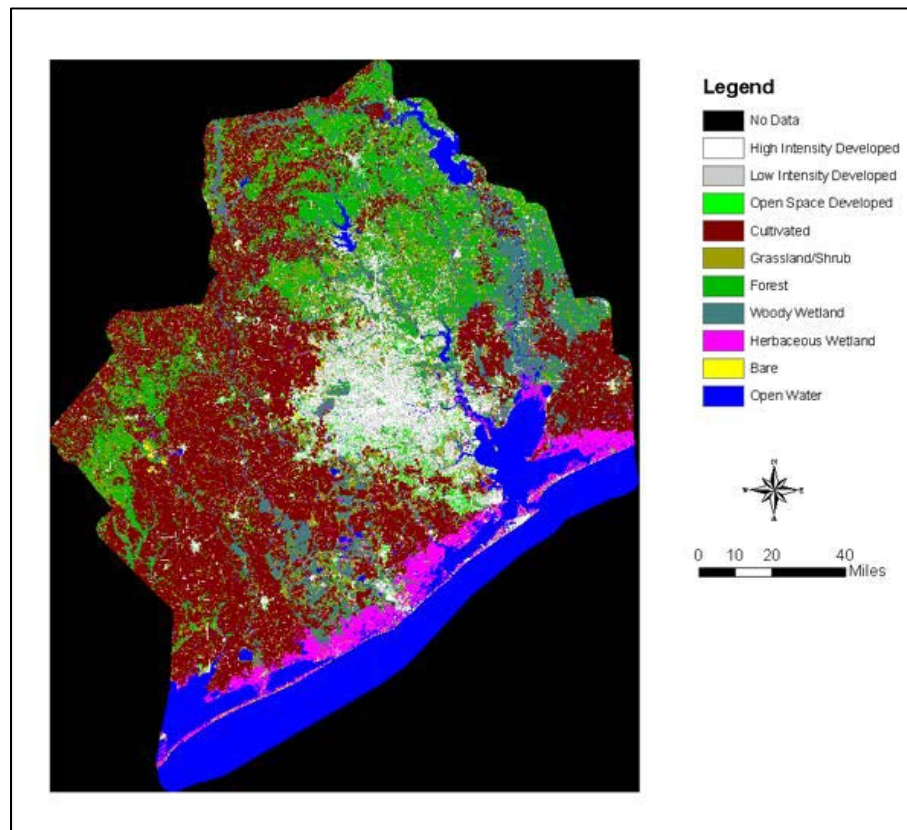 Legend
No Data
High Intensity Developed
Low Intensity Developed
Open Space Developed
Cultivated
Grassland/Shrub
Forest
Woody Wetland
Herbaceous Wetland
Bare
Open Water
N
W E
0 10 20 40
Miles